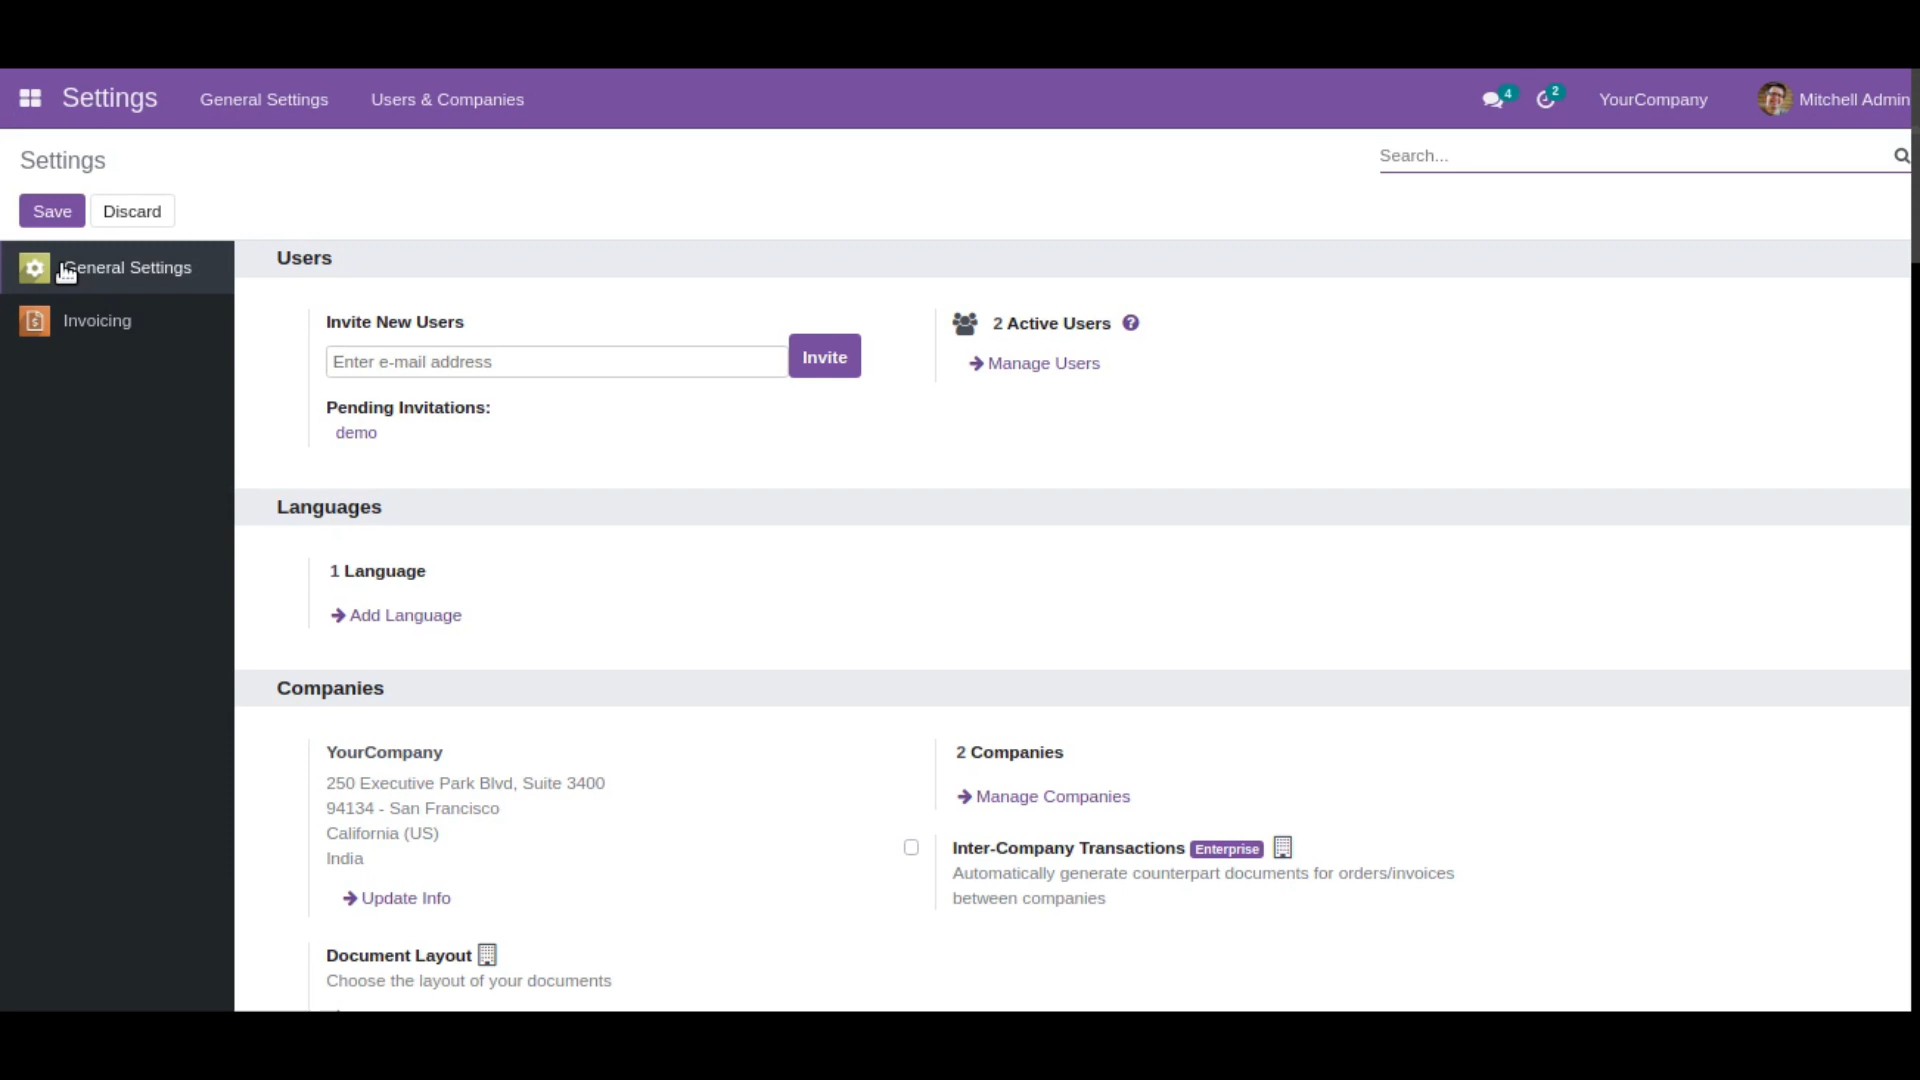 Settings
General Settings
Users & Companies
4
2
YourCompany
Mitchell Admin
Settings
Search...
Save
Discard
General Settings
Invoicing
Users
Invite New Users
Enter e-mail address
Invite
Pending Invitations:
demo
2 Active Users
Manage Users
Languages
1 Language
Add Language
Companies
YourCompany
250 Executive Park Blvd, Suite 3400
94134 - San Francisco
California (US)
India
Update Info
2 Companies
Manage Companies
Inter-Company Transactions Enterprise
Automatically generate counterpart documents for orders/invoices
between companies
Document Layout
Choose the layout of your documents